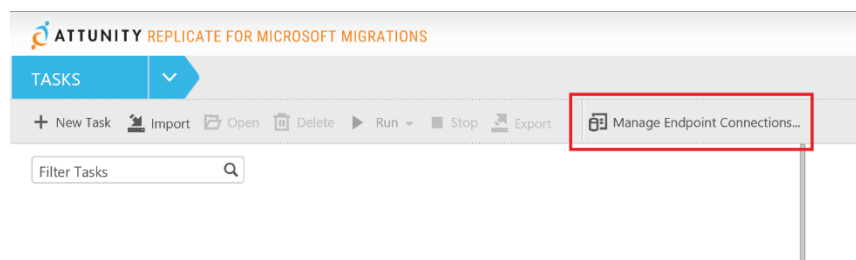 ATTUNITY REPLICATE FOR MICROSOFT MIGRATIONS
TASKS
New Task Import Open Delete Run Stop Export Manage Endpoint Connections...
Filter Tasks